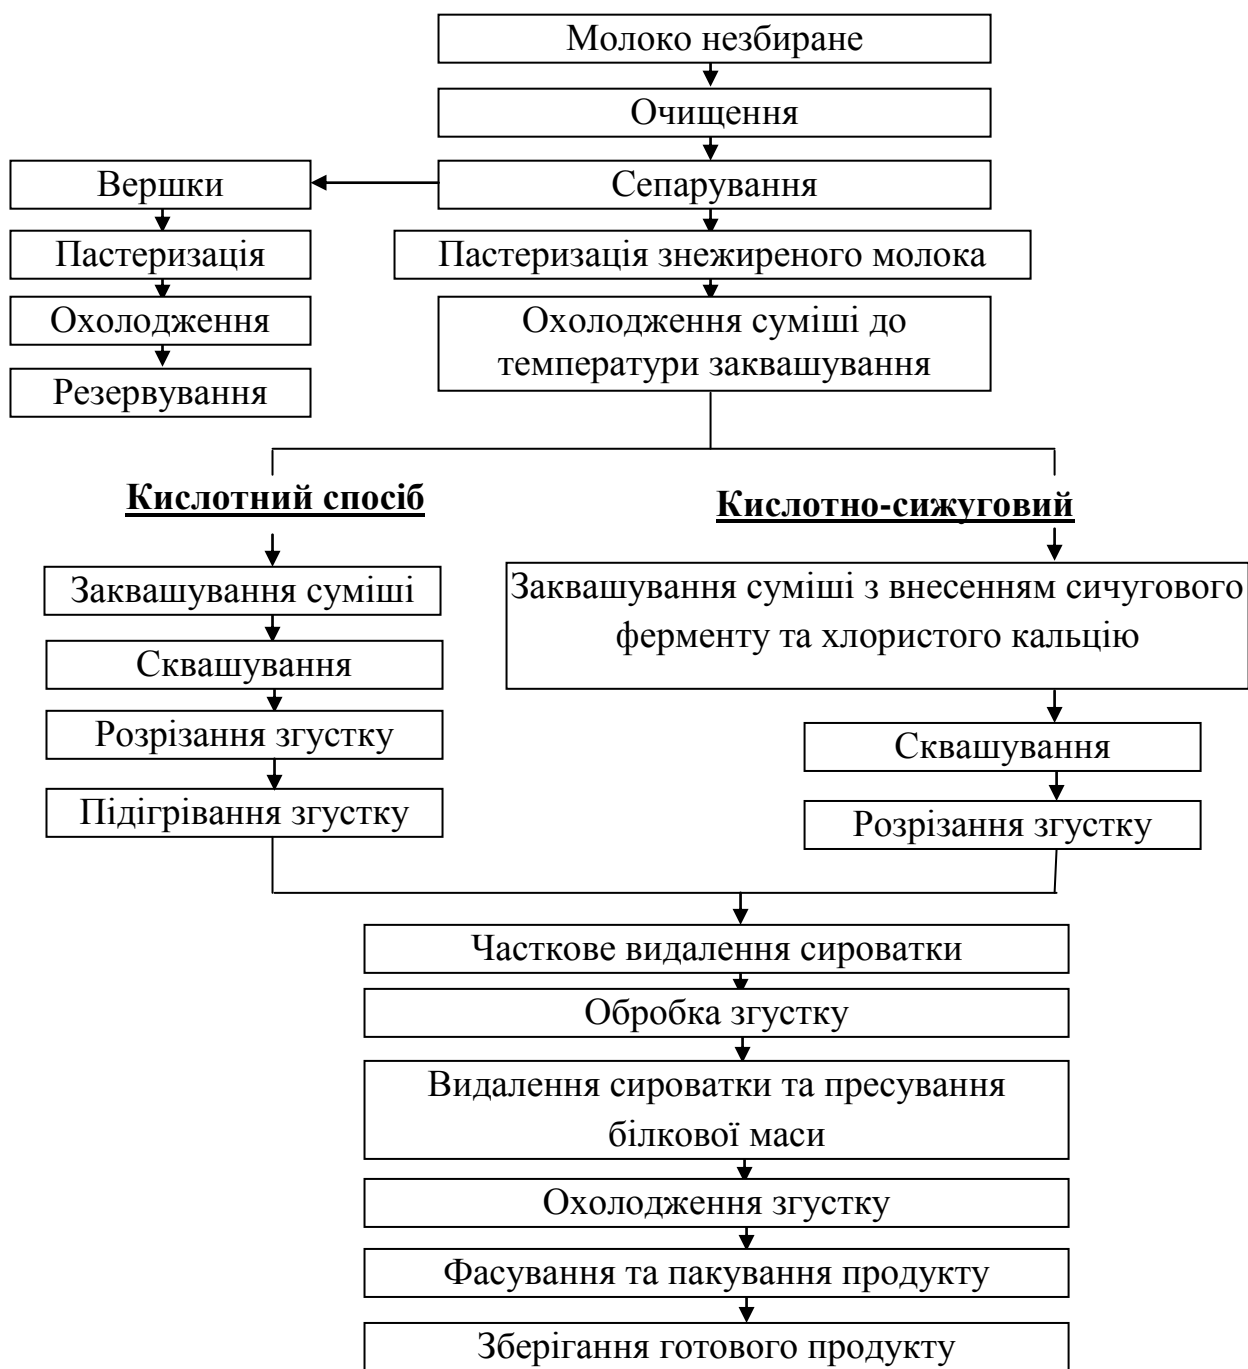 Молоко незбиране
Очищення
Вершки
Сепарування
Пастеризація
Пастеризація знежиреного молока
Охолодження
Охолодження суміші до
температури заквашування
Резервування
Кислотний спосіб
Кислотно-сижуговий
Заквашування суміші
Сквашування
Розрізання згустку
Підігрівання згустку
Заквашування суміші з внесенням сичугового
ферменту та хлористого кальцію
Сквашування
Розрізання згустку
Часткове видалення сироватки
Обробка згустку
Видалення сироватки та пресування
білкової маси
Охолодження згустку
Фасування та пакування продукту
Зберігання готового продукту